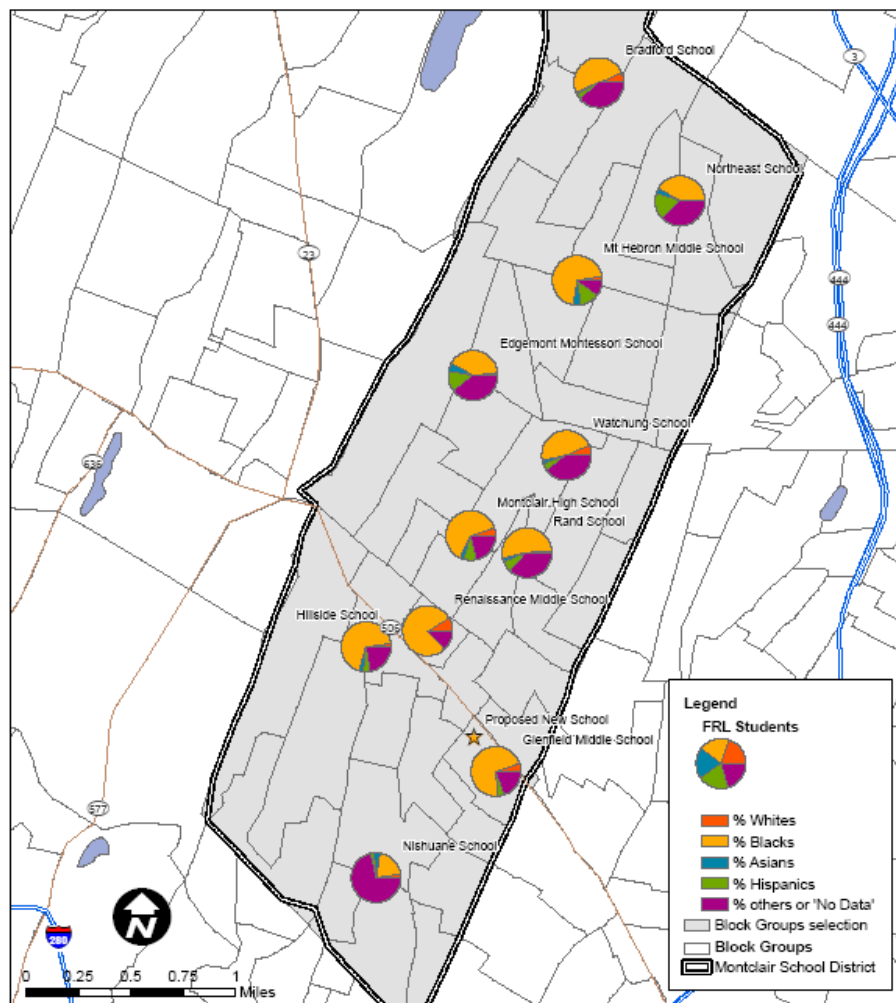 Bradford School
3
Northeast School
Mt Hebron Middle School
23
444
444
Edgemont Montessori School
Watchung School
636
Montclair High School
Rand School
Renaissance Middle School
Hillside School
506
Proposed New School
Glenfield Middle School
577
Nishuane School
N
280
0 0.25 0.5 0.75 1
Miles
Legend
FRL Students
% Whites
% Blacks
% Asians
% Hispanics
% others or 'No Data'
Block Groups selection
Block Groups
Montclair School District